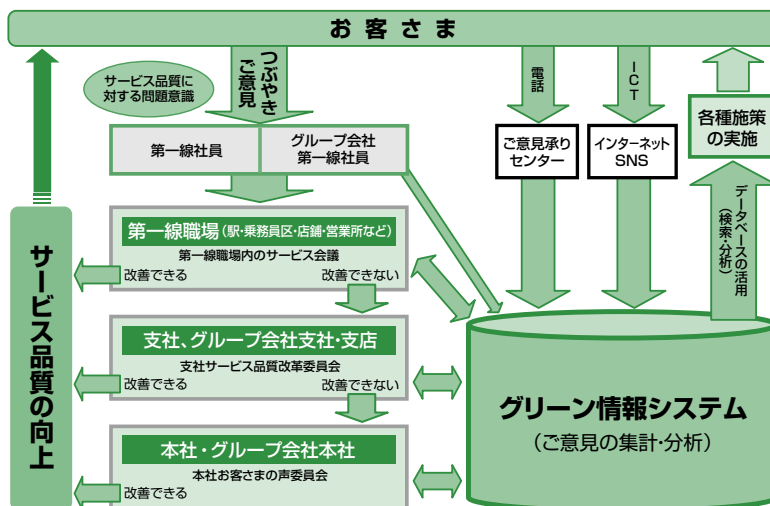 お客さま
サービス品質に
対する問題意識
つぶやき
ご意見
電話
ICT
第一線社員
グループ会社
第一線社員
ご意見承り
センター
インターネット
SNS
各種施策
の実施
データベースの活用
(検索・分析)
サービス品質の向上
第一線職場(駅・乗務員区・店舗・営業所など)
第一線職場内のサービス会議
改善できる
改善できない
支社、グループ会社支社・支店
支社サービス品質改革委員会
改善できる
改善できない
本社・グループ会社本社
本社お客さまの声委員会
改善できる
グリーン情報システム
(ご意見の集計・分析)